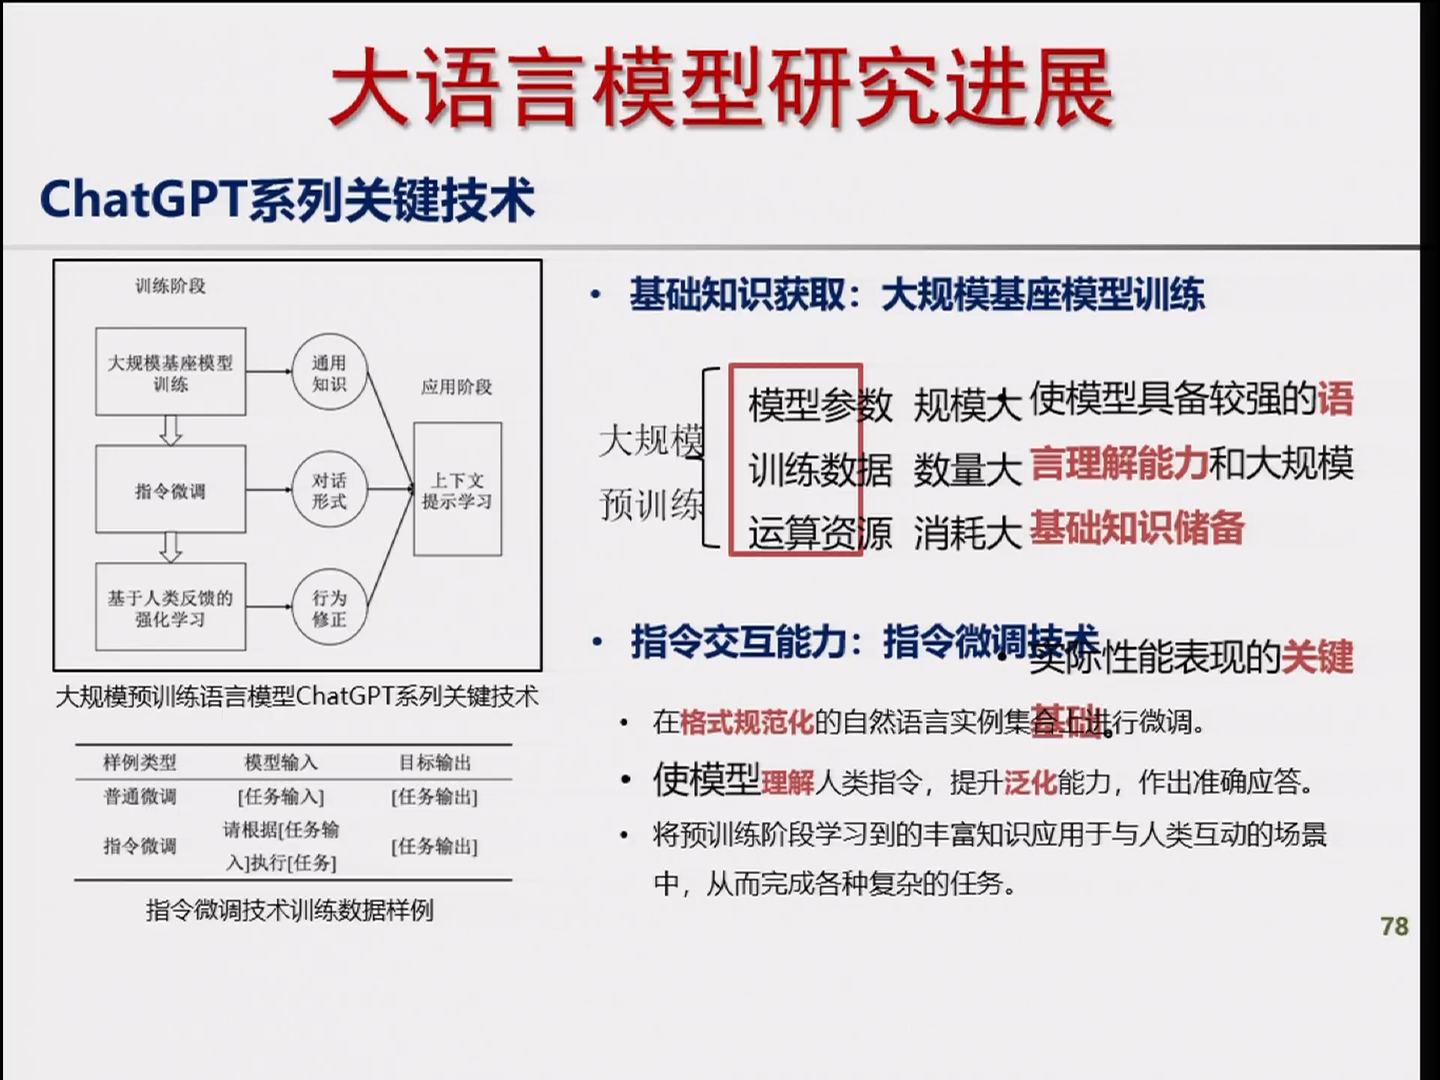 大语言模型研究进展
ChatGPT系列关键技术
训练阶段
大规模基座模型
训练
通用
知识
应用阶段
指令微调
对话
形式
上下文
提示学习
基于人类反馈的
强化学习
行为
修正
大规模预训练语言模型ChatGPT系列关键技术
样例类型 模型输入 目标输出
普通微调 [任务输入] [任务输出]
指令微调 请根据[任务输
入]执行[任务] [任务输出]
指令微调技术训练数据样例
• 基础知识获取：大规模基座模型训练
大规模
预训练
模型参数 规模大
训练数据 数量大
运算资源 消耗大
• 使模型具备较强的语
言理解能力和大规模
基础知识储备
• 指令交互能力：指令微调技术
• 实际性能表现的关键
基础。
• 在格式规范化的自然语言实例集合上进行微调。
• 使模型理解人类指令，提升泛化能力，作出准确应答。
• 将预训练阶段学习到的丰富知识应用于与人类互动的场景
中，从而完成各种复杂的任务。
78